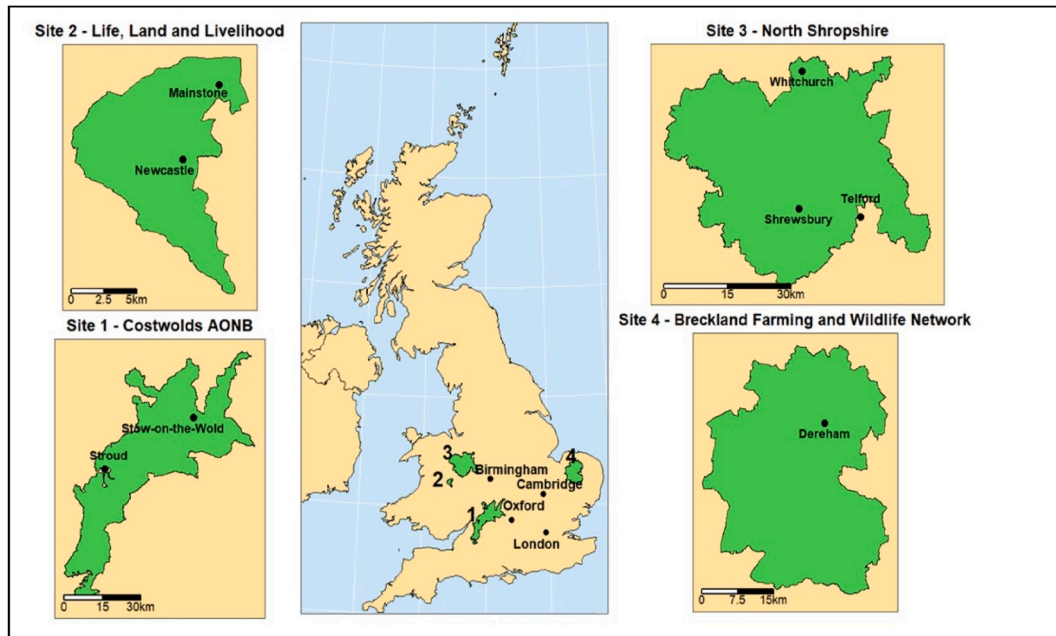 Site 2 - Life, Land and Livelihood
Mainstone
Newcastle
0 2.5 5km
Site 1 - Costwolds AONB
Stow-on-the-Wold
Stroud
0 15 30km
3
Birmingham
4
2
Cambridge
1
Oxford
London
Site 3 - North Shropshire
Whitchurch
Telford
Shrewsbury
0 15 30km
Site 4 - Breckland Farming and Wildlife Network
Dereham
0 7.5 15km